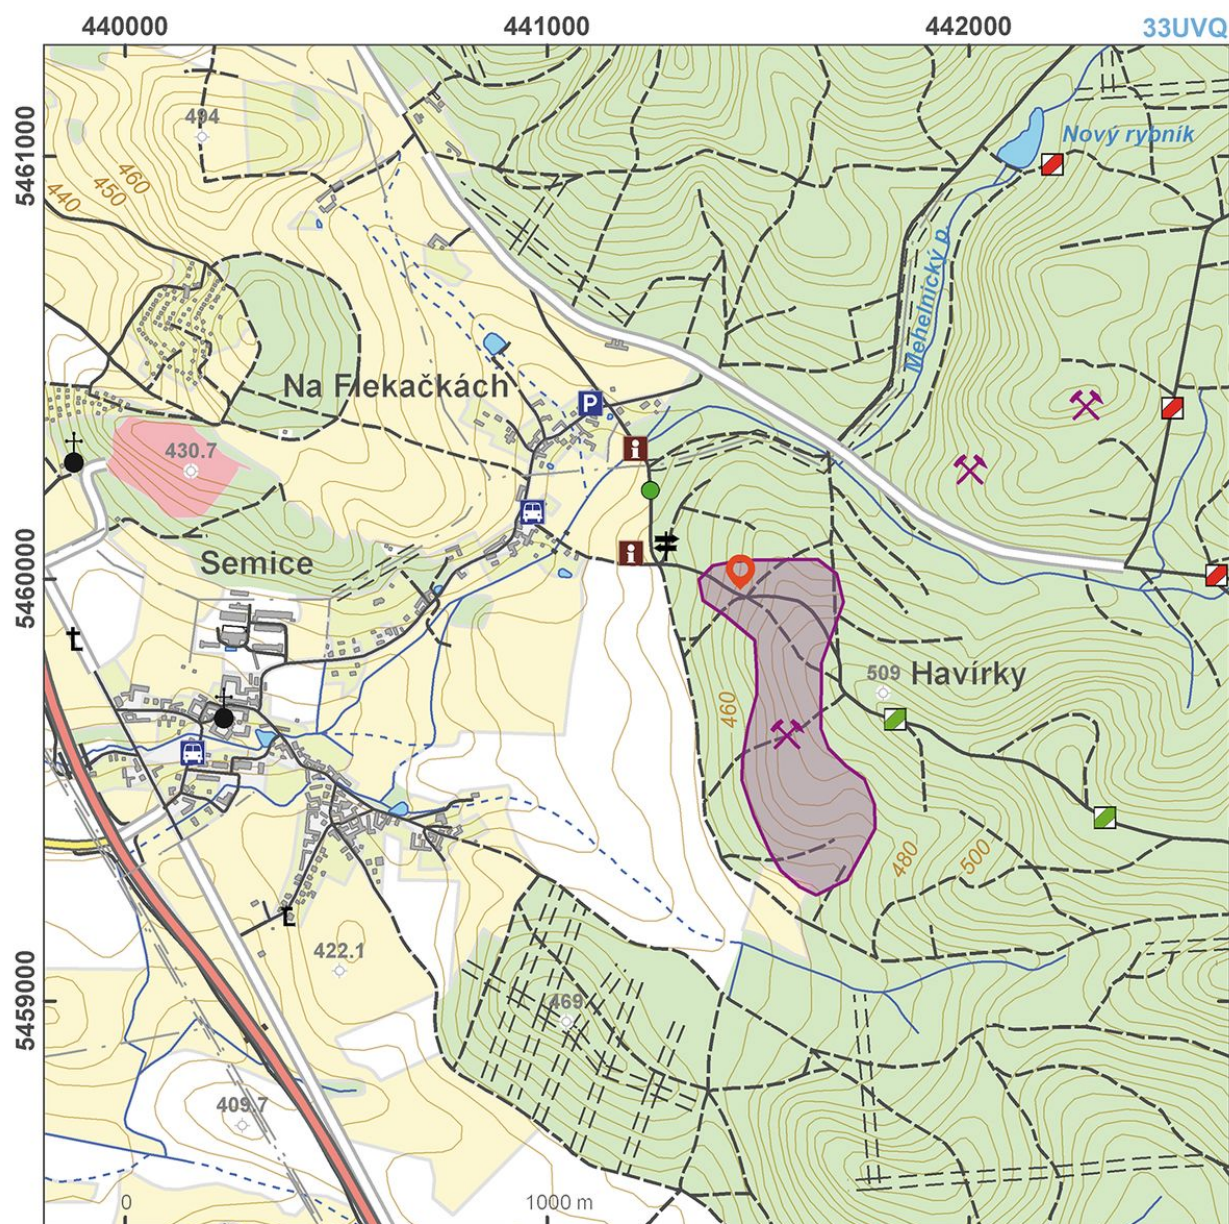 440000
441000
442000
33UVQ
5461000
5460000
5459000
494
460
450
440
Nový rybník
Mehelnický p.
Na Flekačkách
P
430.7
i
i
Semice
509
Havírky
460
480
500
422.1
469
409.7
0
1000 m